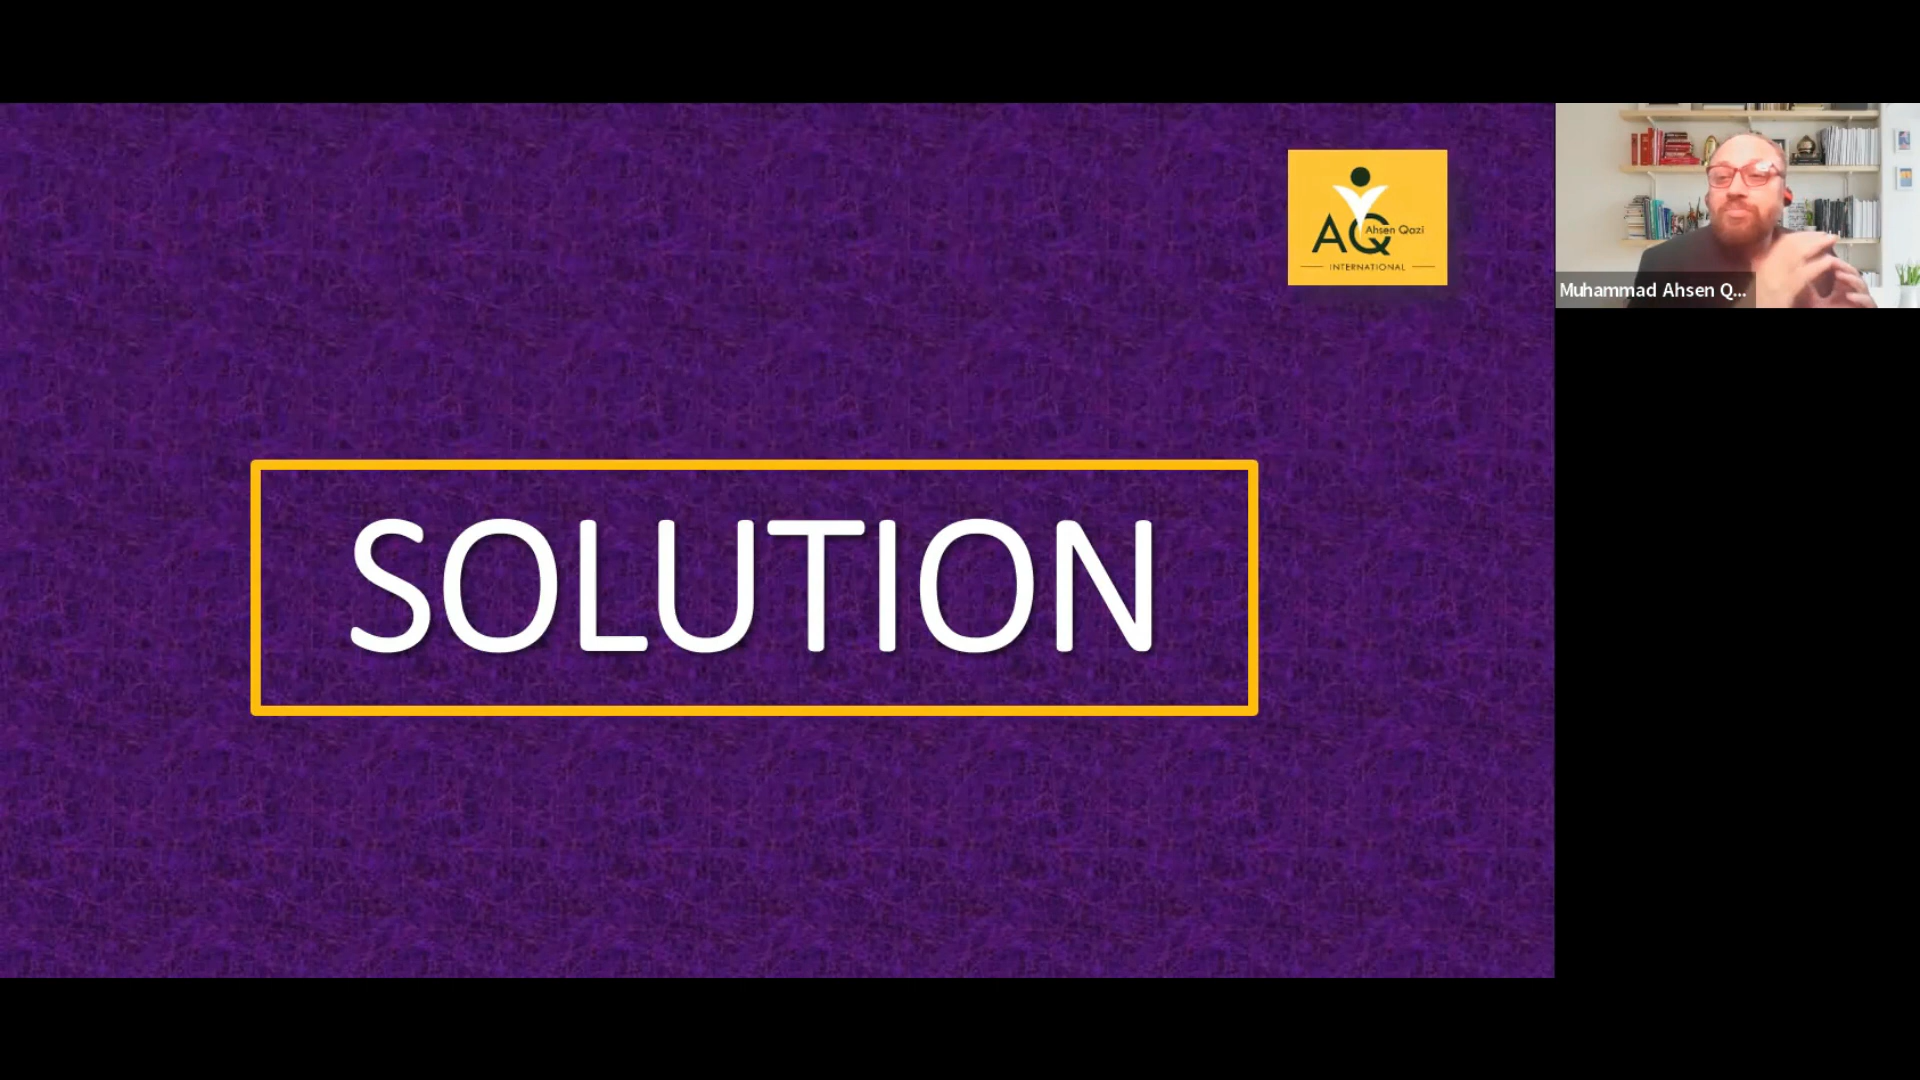 AQ
Ahsen Qazi
INTERNATIONAL
SOLUTION
Muhammad Ahsen Q...